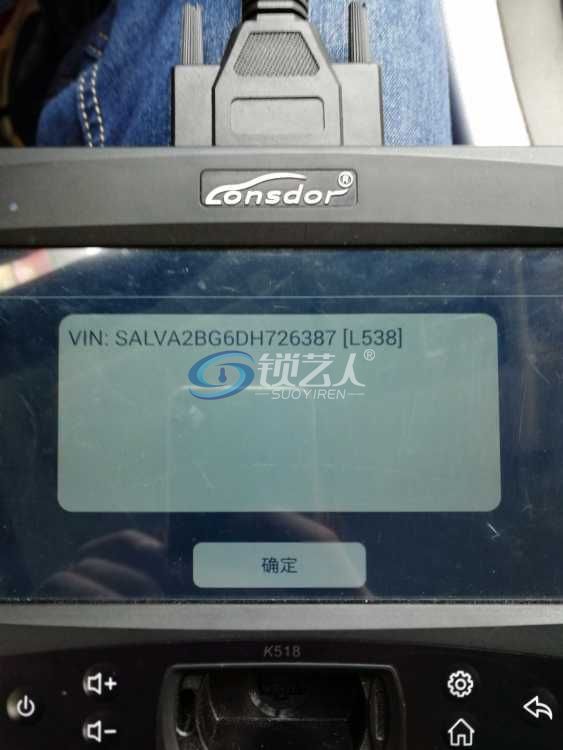 Lonsdor®
VIN: SALVA2BG6DH726387 [L538]
锁艺人®
SUOYIREN
确定
K518